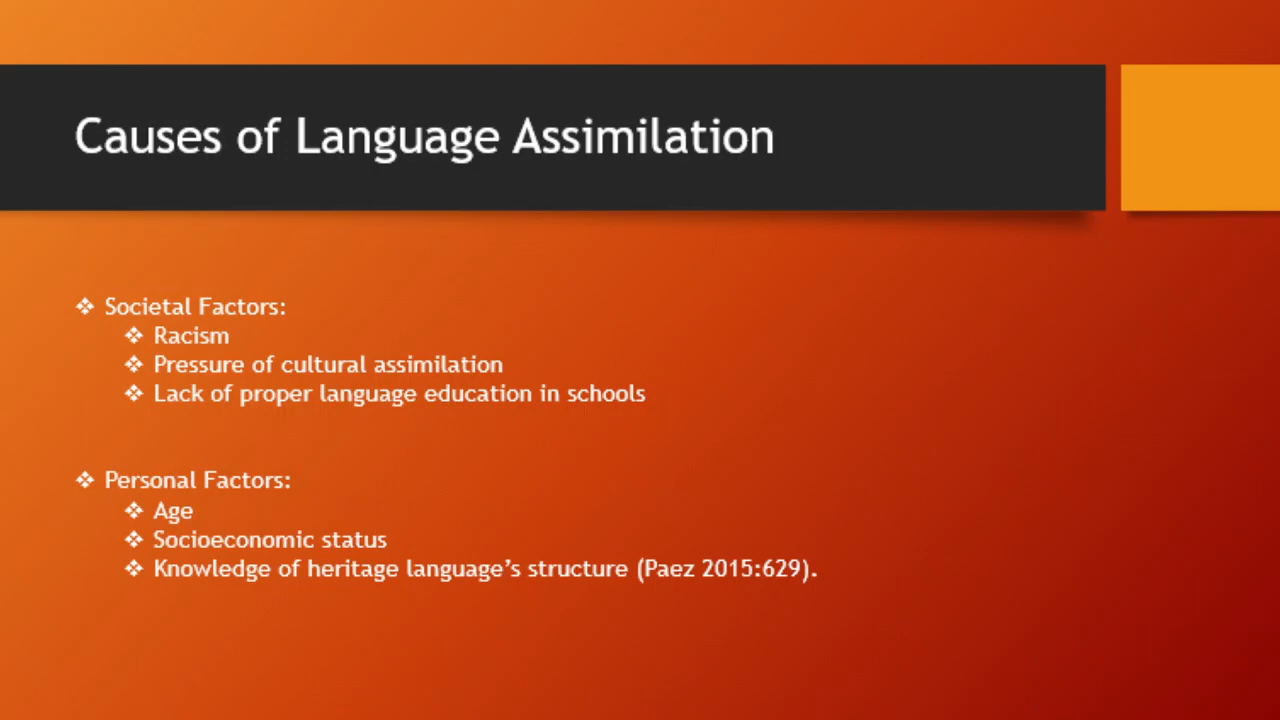 Causes of Language Assimilation
❖ Societal Factors:
❖ Racism
❖ Pressure of cultural assimilation
❖ Lack of proper language education in schools
❖ Personal Factors:
❖ Age
❖ Socioeconomic status
❖ Knowledge of heritage language’s structure (Paez 2015:629).